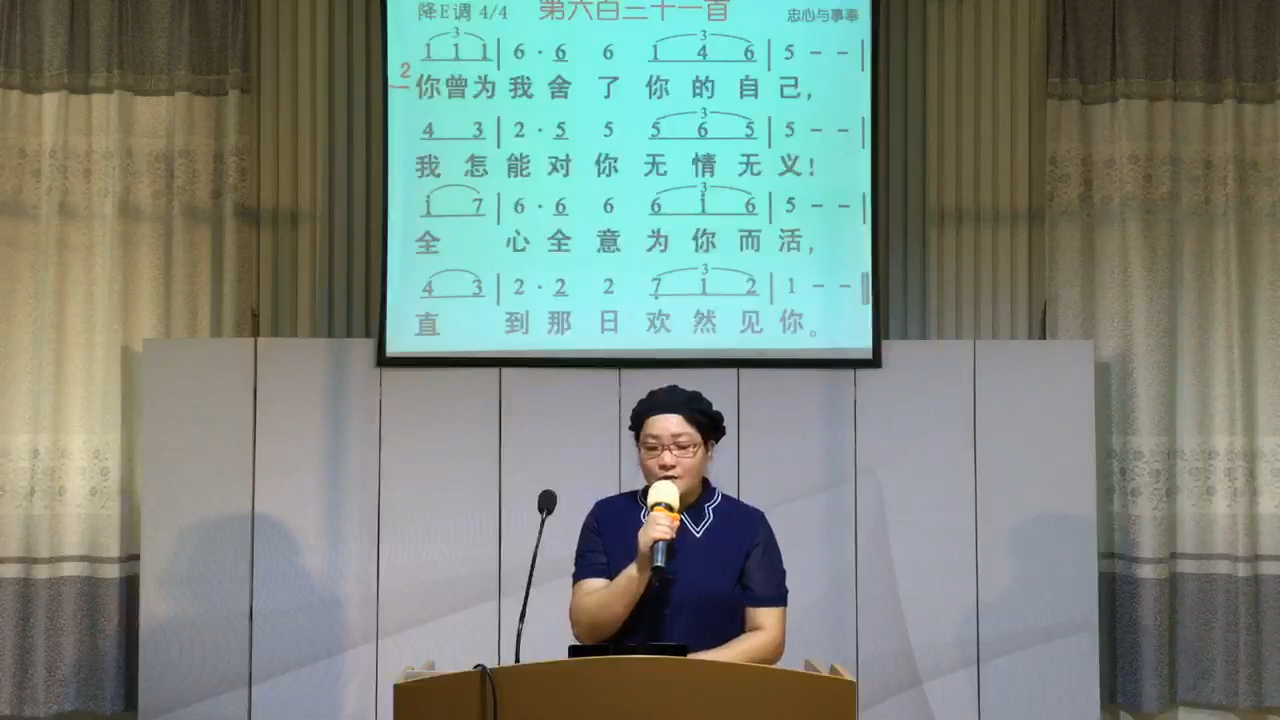 降E调 4/4 第六百三十一首 忠心与事奉
1 1 1 | 6 · 6 6 1 4 6 | 5 - - |
2 你曾为我舍了你的自己，
4 3 | 2 · 5 5 5 6 5 | 5 - - |
我怎能对你无情无义！
i 7 | 6 · 6 6 6 i 6 | 5 - - |
全心全意为你而活，
4 3 | 2 · 2 2 7 1 2 | 1 - - ‖
直到那日欢然见你。